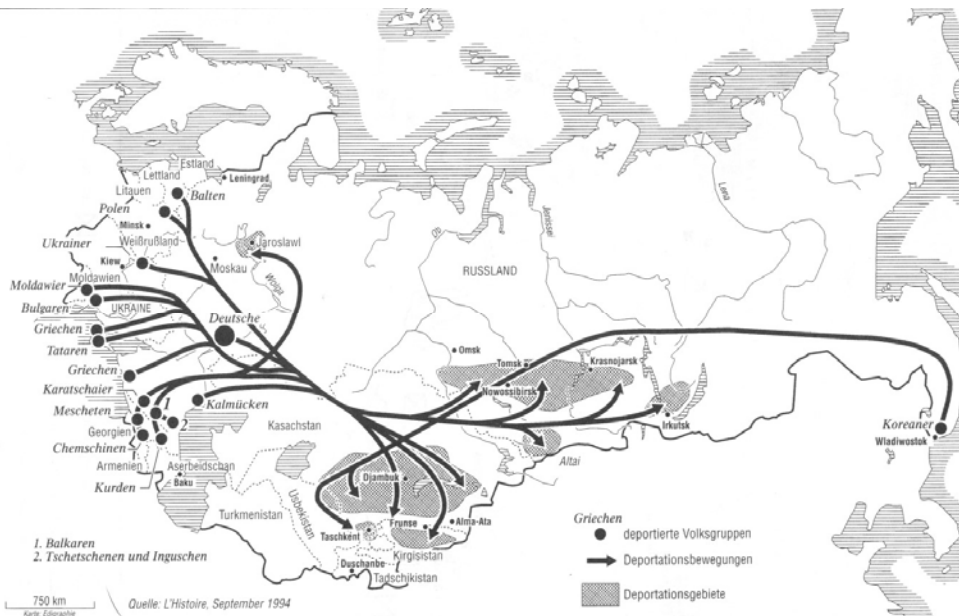 Estland
Lettland
Leningrad
Litauen
Balten
Polen
Minsk
Weißrußland
Ukrainer
Jaroslawl
Kiew
Moskau
Wolga
Moldawien
Moldawier
UKRAINE
Bulgaren
Deutsche
Griechen
Tataren
Griechen
Karatschaier
1
Mescheten
2
Kalmücken
Georgien
Chemschinen
Armenien
Aserbeidschan
Kurden
Baku
RUSSLAND
Jenissei
Lena
Omsk
Tomsk
Krasnojarsk
Nowossibirsk
Irkutsk
Koreaner
Wladiwostok
Kasachstan
Altai
Djambuk
Turkmenistan
Usbekistan
Taschkent
Frunse
Alma-Ata
Kirgisistan
Duschanbe
Tadschikistan
1. Balkaren
2. Tschetschenen und Inguschen
Griechen
deportierte Volksgruppen
Deportationsbewegungen
Deportationsgebiete
750 km
Karte: Edigraphie
Quelle: L'Histoire, September 1994